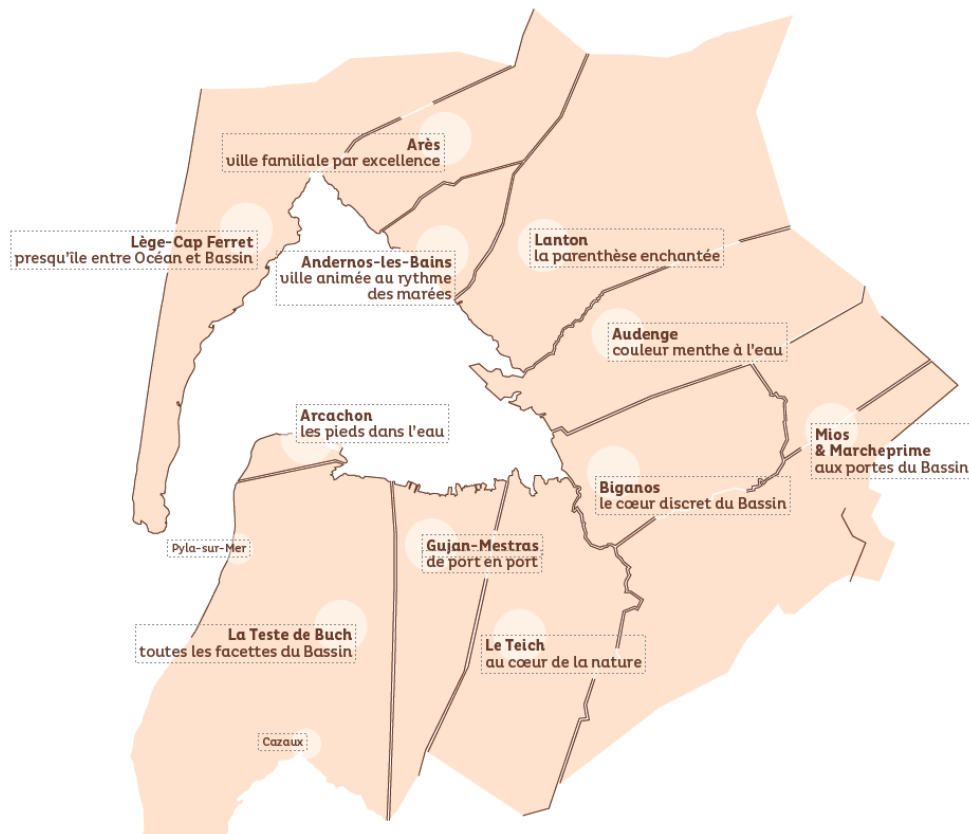 Arès
ville familiale par excellence
Lège-Cap Ferret
presqu'île entre Océan et Bassin
Andernos-les-Bains
ville animée au rythme
des marées
Lanton
la parenthèse enchantée
Audenge
couleur menthe à l'eau
Arcachon
les pieds dans l'eau
Mios
& Marcheprime
aux portes du Bassin
Biganos
le cœur discret du Bassin
Pyla-sur-Mer
Gujan-Mestras
de port en port
La Teste de Buch
toutes les facettes du Bassin
Le Teich
au cœur de la nature
Cazaux